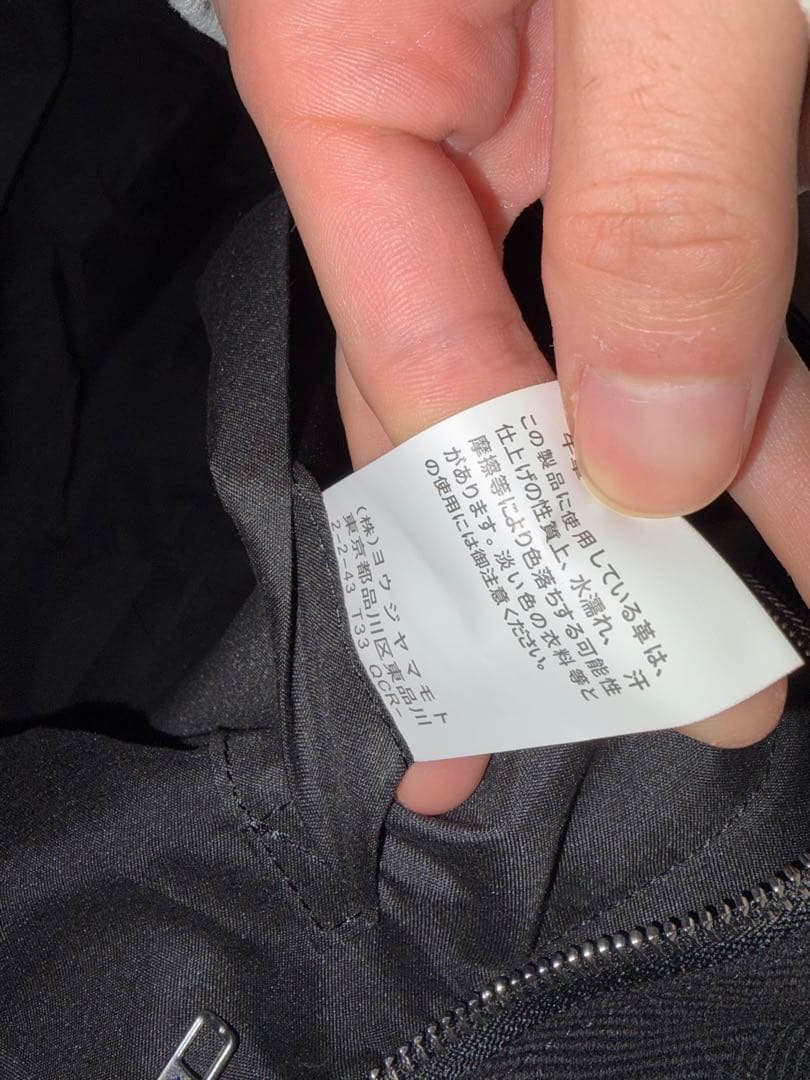 牛革
この製品に使用している革は、
仕上げの性質上、水濡れ、汗
摩擦等により色落ちする可能性
があります。淡い色の衣料等と
の使用には御注意ください。
(株)ヨウジヤマモト
東京都品川区東品川
2-2-43 T33 QCR-